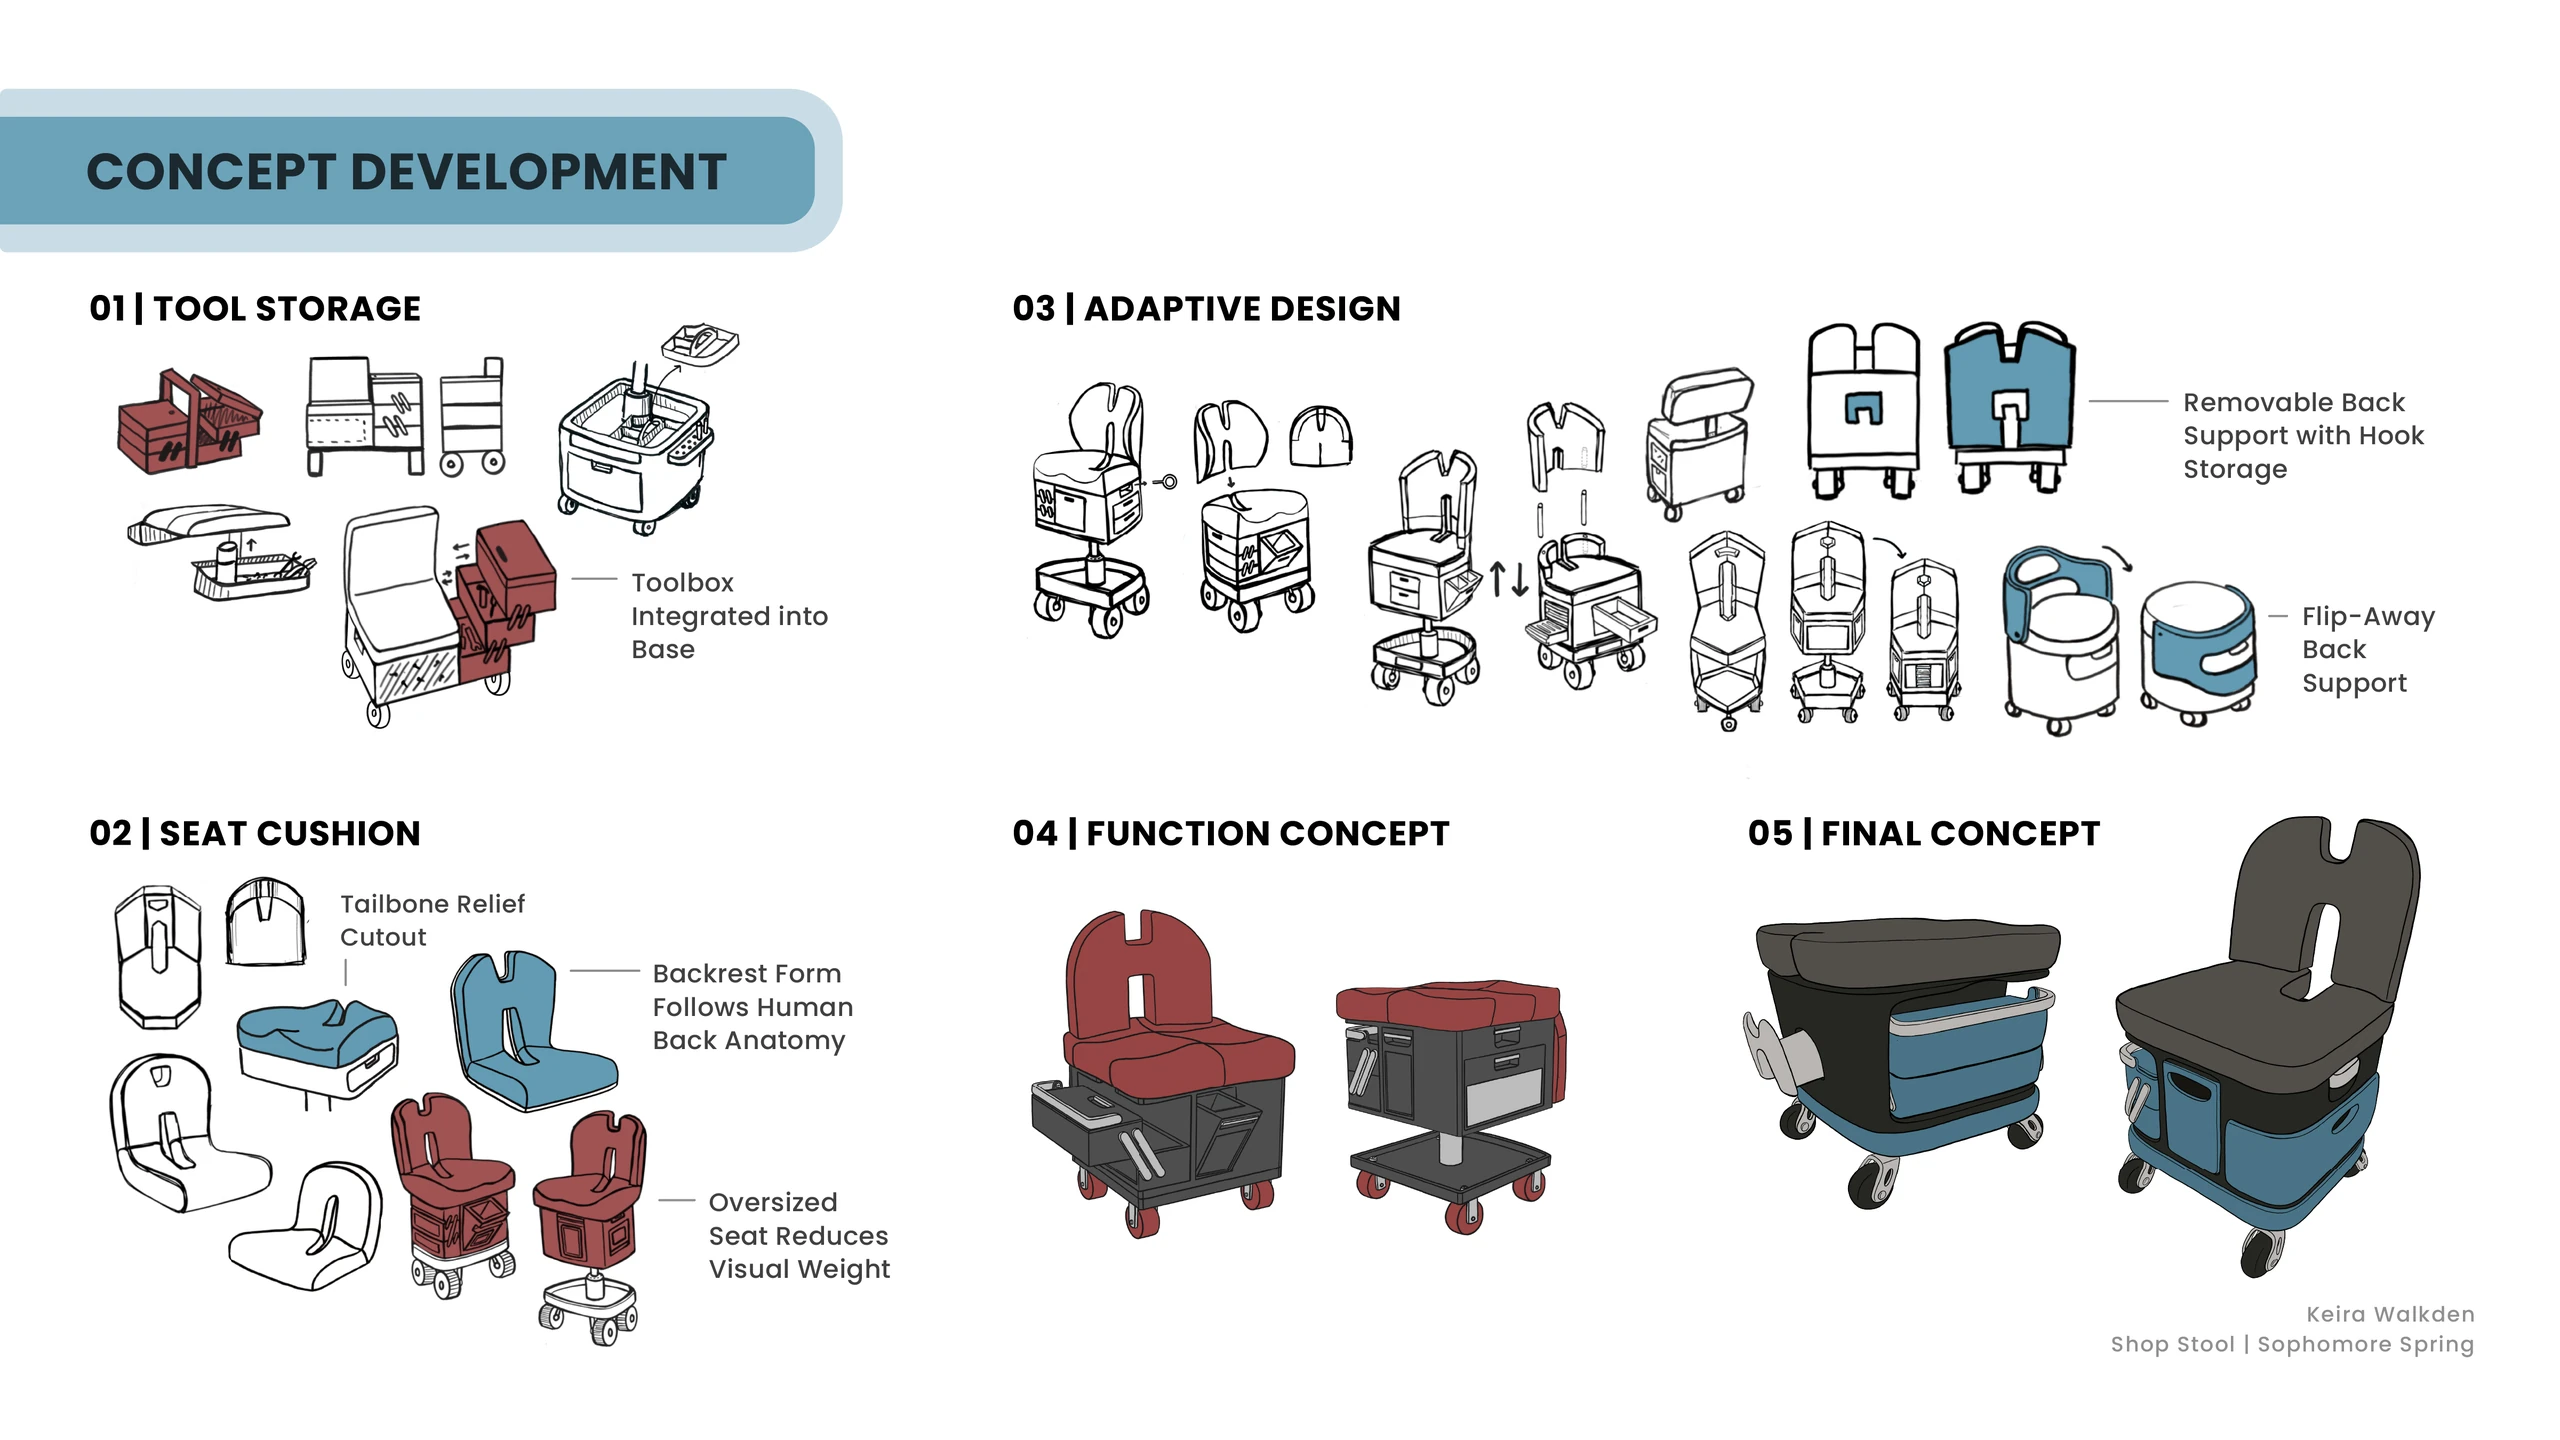 CONCEPT DEVELOPMENT
01 | TOOL STORAGE
Toolbox
Integrated into
Base
02 | SEAT CUSHION
Tailbone Relief
Cutout
Backrest Form
Follows Human
Back Anatomy
Oversized
Seat Reduces
Visual Weight
03 | ADAPTIVE DESIGN
Removable Back
Support with Hook
Storage
Flip-Away
Back
Support
04 | FUNCTION CONCEPT
05 | FINAL CONCEPT
Keira Walkden
Shop Stool | Sophomore Spring